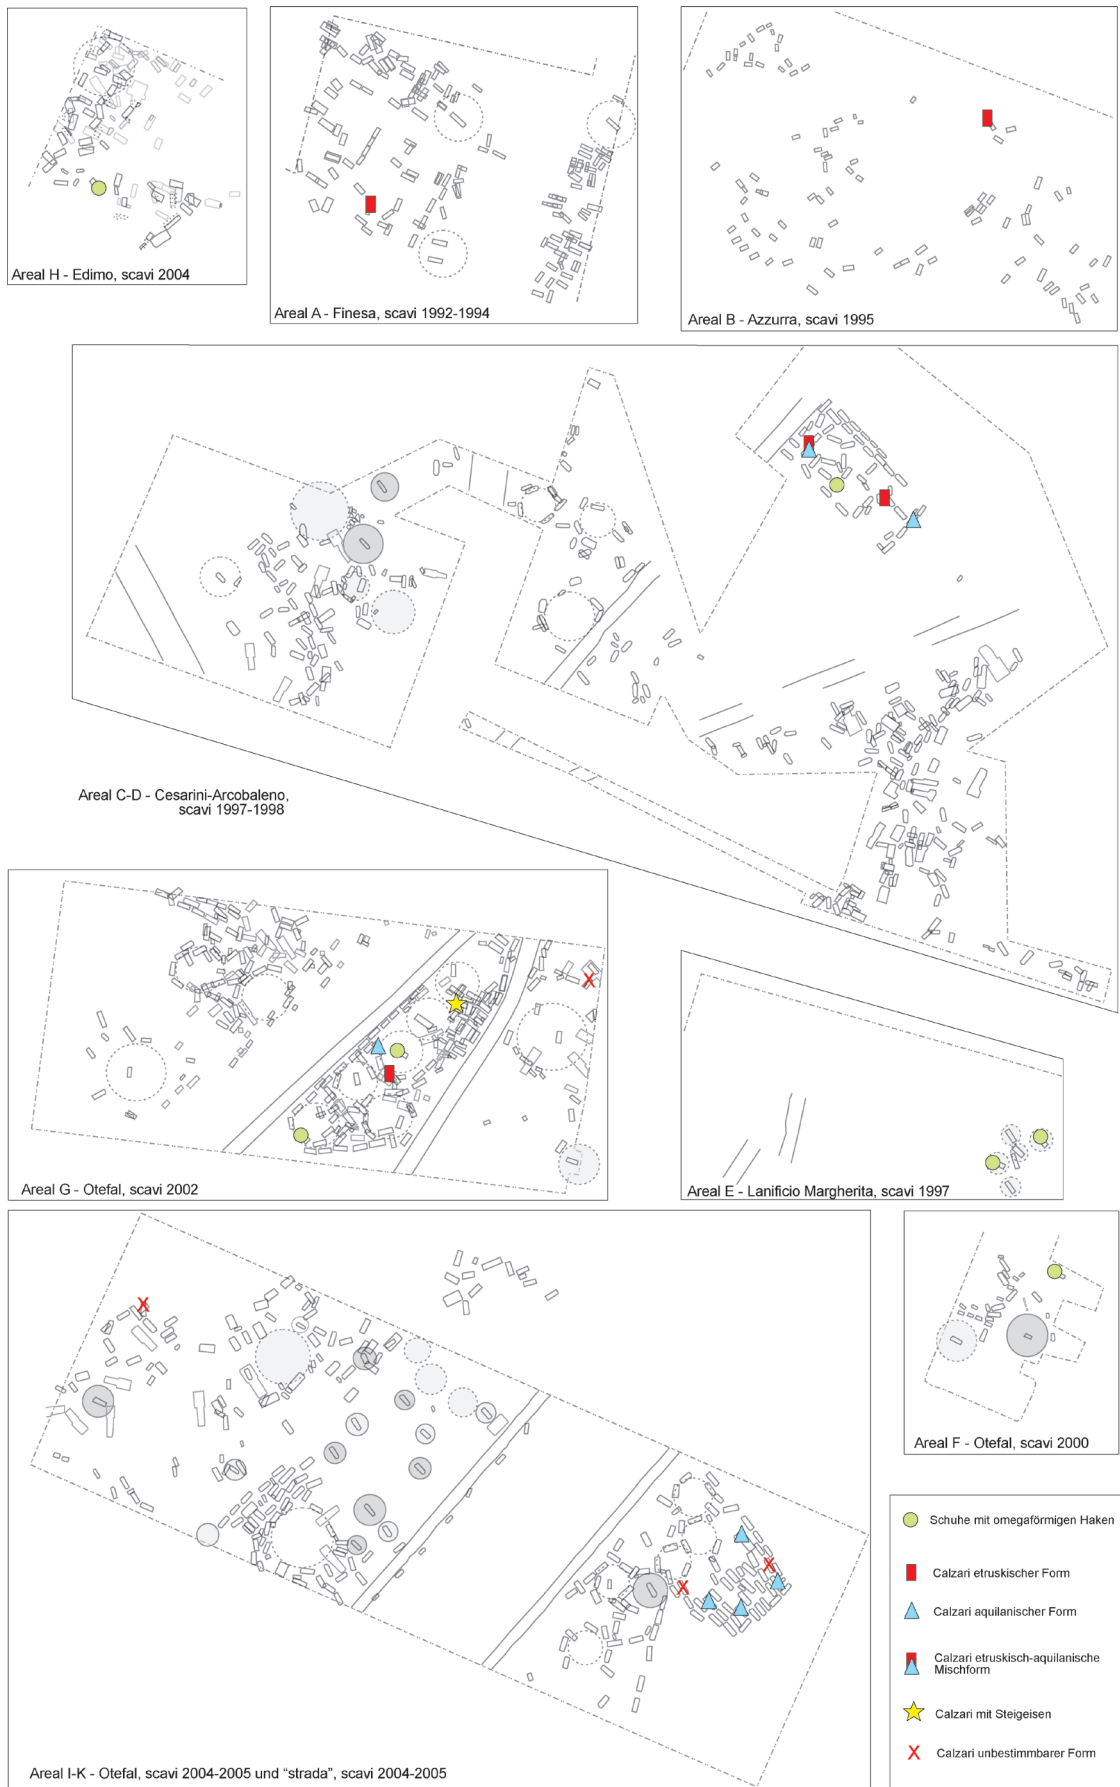 Areal H - Edimo, scavi 2004
Areal A - Finesa, scavi 1992-1994
Areal B - Azzurra, scavi 1995
Areal C-D - Cesarini-Arcobaleno,
scavi 1997-1998
Areal G - Otefal, scavi 2002
Areal E - Lanificio Margherita, scavi 1997
Areal F - Otefal, scavi 2000
Areal I-K - Otefal, scavi 2004-2005 und "strada", scavi 2004-2005
Schuhe mit omegaförmigen Haken
Calzari etruskischer Form
Calzari aquilanischer Form
Calzari etruskisch-aquilanische
Mischform
Calzari mit Steigeisen
Calzari unbestimmbarer Form